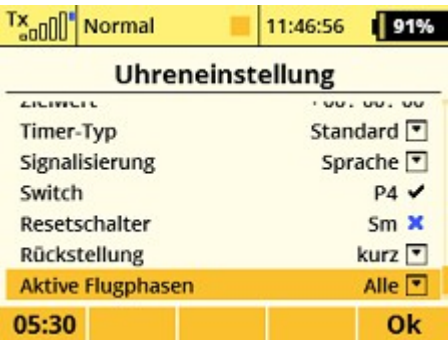 Tx Normal 11:46:56 91%
Uhreneinstellung
Timer-Typ Standard
Signalisierung Sprache
Switch P4
Resetschalter Sm
Rückstellung kurz
Aktive Flugphasen Alle
05:30 Ok